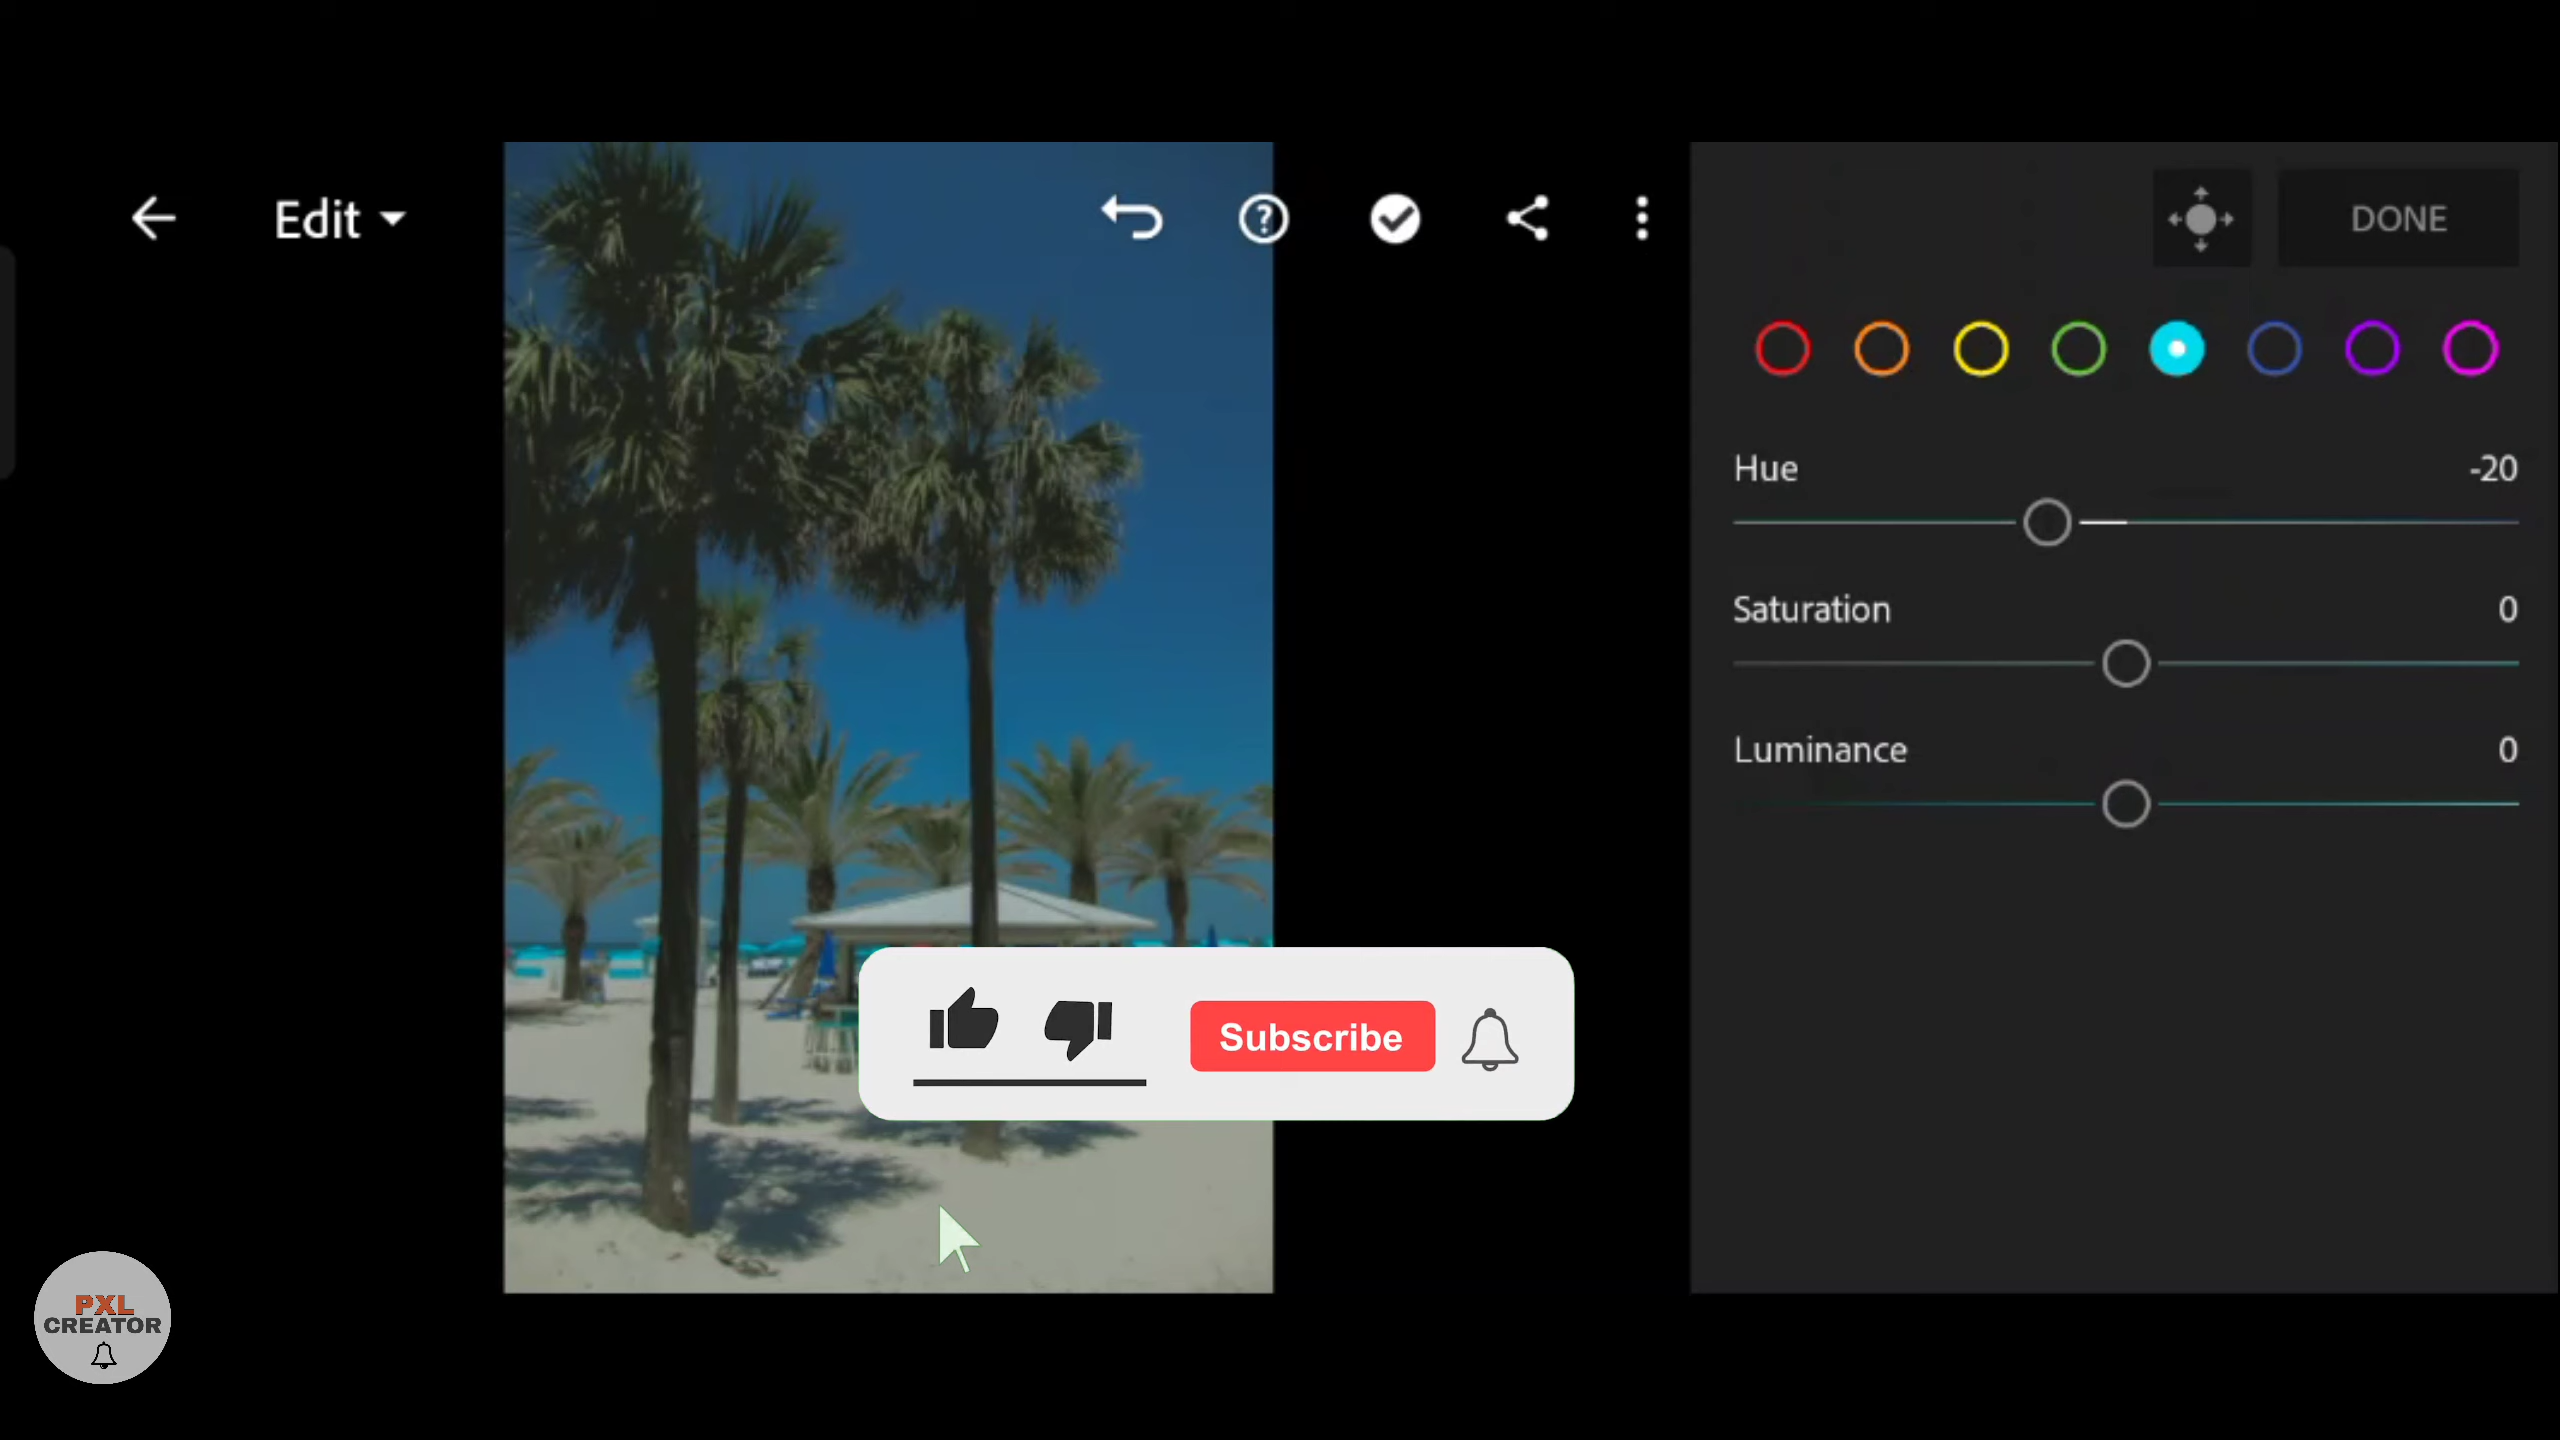 Edit
DONE
Hue -20
Saturation 0
Luminance 0
Subscribe
PXL
CREATOR